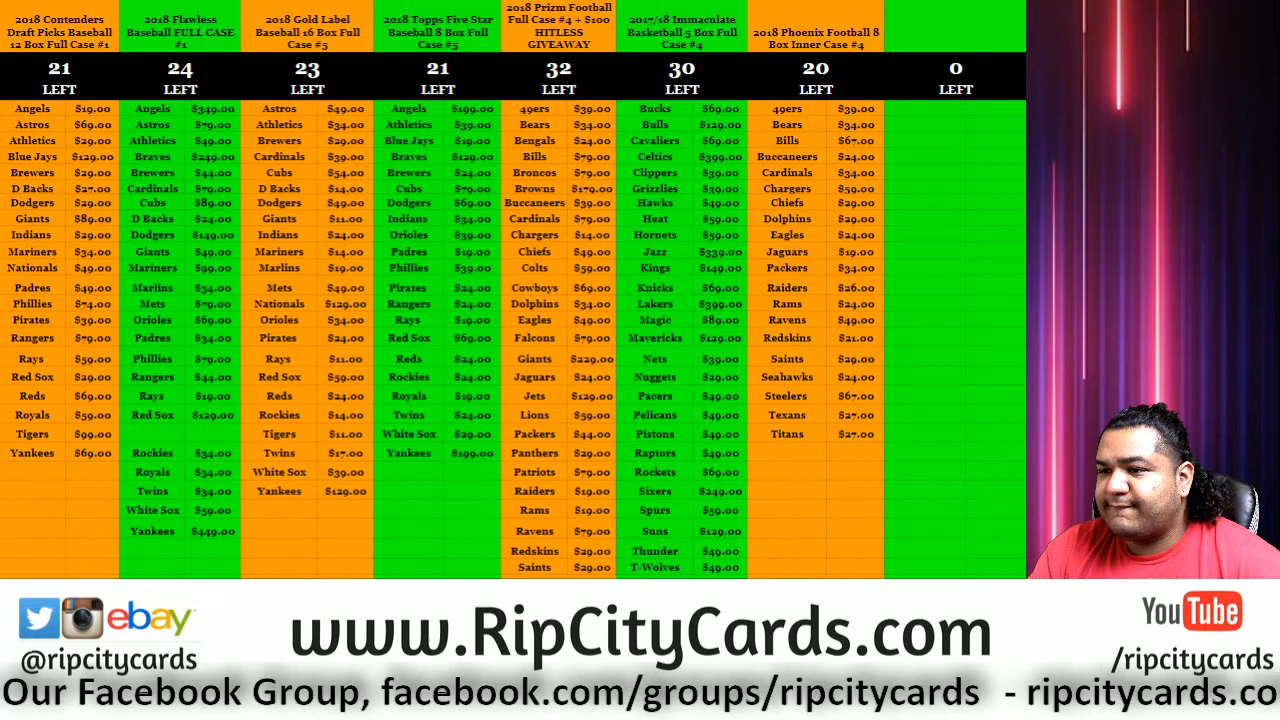 2018 Contenders
Draft Picks Baseball
12 Box Full Case #1
21
LEFT
Angels $19.00
Astros $69.00
Athletics $29.00
Blue Jays $129.00
Brewers $29.00
D Backs $27.00
Dodgers $29.00
Giants $89.00
Indians $29.00
Mariners $34.00
Nationals $49.00
Padres $49.00
Phillies $74.00
Pirates $39.00
Rangers $79.00
Rays $59.00
Red Sox $29.00
Reds $69.00
Royals $59.00
Tigers $99.00
Yankees $69.00
2018 Flawless
Baseball FULL CASE
#1
24
LEFT
Angels $349.00
Astros $79.00
Athletics $49.00
Braves $249.00
Brewers $44.00
Cardinals $79.00
Cubs $89.00
D Backs $24.00
Dodgers $149.00
Giants $49.00
Mariners $99.00
Marlins $34.00
Mets $79.00
Orioles $69.00
Padres $34.00
Phillies $79.00
Rangers $44.00
Rays $19.00
Red Sox $129.00
Rockies $34.00
Royals $34.00
Twins $34.00
White Sox $59.00
Yankees $449.00
2018 Gold Label
Baseball 16 Box Full
Case #5
23
LEFT
Astros $49.00
Athletics $34.00
Brewers $29.00
Cardinals $39.00
Cubs $54.00
D Backs $14.00
Dodgers $49.00
Giants $11.00
Indians $24.00
Mariners $14.00
Marlins $19.00
Mets $49.00
Nationals $129.00
Orioles $34.00
Pirates $24.00
Rays $11.00
Red Sox $59.00
Reds $24.00
Rockies $14.00
Tigers $11.00
Twins $17.00
White Sox $39.00
Yankees $129.00
2018 Topps Five Star
Baseball 8 Box Full
Case #5
21
LEFT
Angels $199.00
Athletics $39.00
Blue Jays $19.00
Braves $129.00
Brewers $24.00
Cubs $79.00
Dodgers $69.00
Indians $34.00
Orioles $39.00
Padres $19.00
Phillies $39.00
Pirates $24.00
Rangers $24.00
Rays $19.00
Red Sox $69.00
Reds $24.00
Rockies $24.00
Royals $19.00
Twins $24.00
White Sox $29.00
Yankees $199.00
2018 Prizm Football
Full Case #4 + $100
HITLESS
GIVEAWAY
32
LEFT
49ers $39.00
Bears $34.00
Bengals $24.00
Bills $79.00
Broncos $79.00
Browns $179.00
Buccaneers $39.00
Cardinals $79.00
Chargers $14.00
Chiefs $49.00
Colts $59.00
Cowboys $69.00
Dolphins $34.00
Eagles $49.00
Falcons $79.00
Giants $229.00
Jaguars $24.00
Jets $129.00
Lions $59.00
Packers $44.00
Panthers $29.00
Patriots $79.00
Raiders $19.00
Rams $19.00
Ravens $79.00
Redskins $29.00
Saints $29.00
2017/18 Immaculate
Basketball 5 Box Full
Case #4
30
LEFT
Bucks $69.00
Bulls $129.00
Cavaliers $69.00
Celtics $399.00
Clippers $39.00
Grizzlies $39.00
Hawks $49.00
Heat $59.00
Hornets $59.00
Jazz $339.00
Kings $149.00
Knicks $69.00
Lakers $399.00
Magic $89.00
Mavericks $129.00
Nets $39.00
Nuggets $29.00
Pacers $49.00
Pelicans $49.00
Pistons $49.00
Raptors $49.00
Rockets $69.00
Sixers $249.00
Spurs $59.00
Suns $129.00
Thunder $49.00
T-Wolves $49.00
2018 Phoenix Football 8
Box Inner Case #4
20
LEFT
49ers $39.00
Bears $34.00
Bills $67.00
Buccaneers $24.00
Cardinals $34.00
Chargers $59.00
Chiefs $29.00
Dolphins $29.00
Eagles $24.00
Jaguars $19.00
Packers $34.00
Raiders $26.00
Rams $24.00
Ravens $49.00
Redskins $21.00
Saints $29.00
Seahawks $24.00
Steelers $67.00
Texans $27.00
Titans $27.00
0
LEFT
ebay
@ripcitycards
www.RipCityCards.com
YouTube
/ripcitycards
Our Facebook Group, facebook.com/groups/ripcitycards - ripcitycards.co